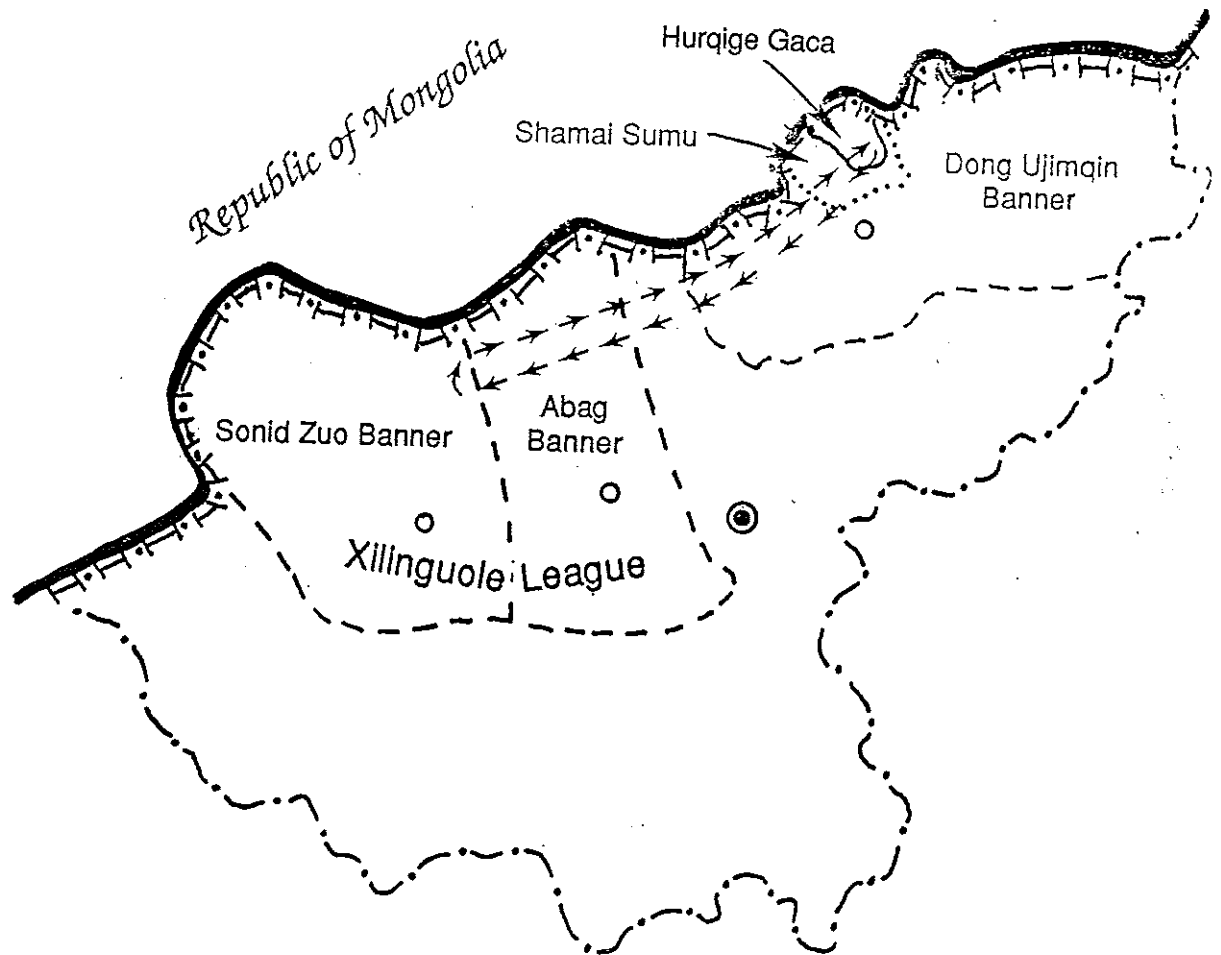 Hurqige Gaca
Republic of Mongolia
Shamai Sumu
Dong Ujimqin
Banner
Abag
Banner
Sonid Zuo Banner
Xilinguole League